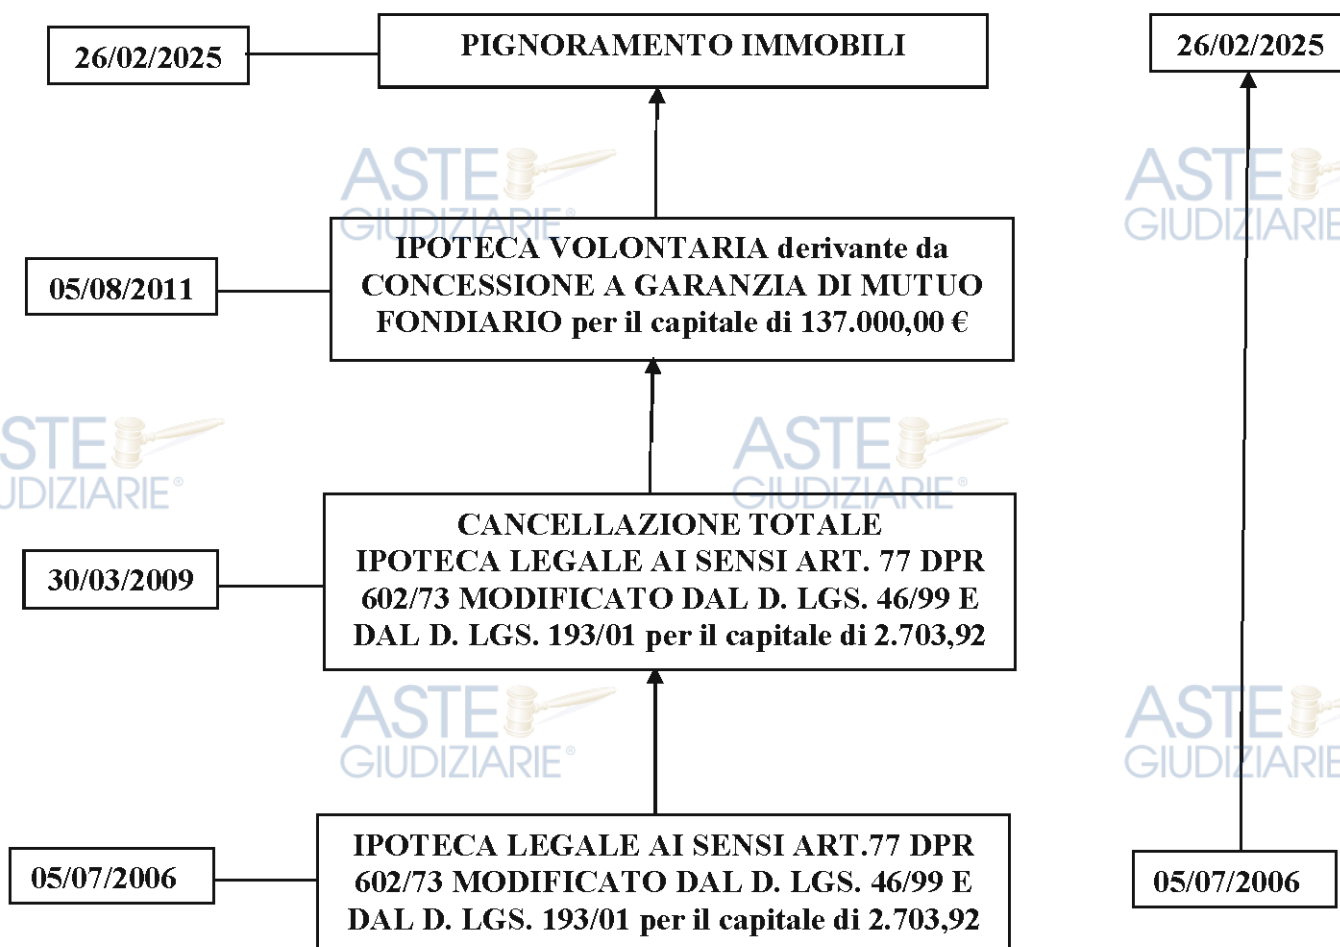 26/02/2025
PIGNORAMENTO IMMOBILI
26/02/2025
ASTE
GIUDIZIARIE®
ASTE
GIUDIZIARIE
05/08/2011
IPOTECA VOLONTARIA derivante da
CONCESSIONE A GARANZIA DI MUTUO
FONDIARIO per il capitale di 137.000,00 €
STE
UDIZIARIE®
ASTE
GIUDIZIARIE®
30/03/2009
CANCELLAZIONE TOTALE
IPOTECA LEGALE AI SENSI ART. 77 DPR
602/73 MODIFICATO DAL D. LGS. 46/99 E
DAL D. LGS. 193/01 per il capitale di 2.703,92
ASTE
GIUDIZIARIE®
ASTE
GIUDIZIARIE
05/07/2006
IPOTECA LEGALE AI SENSI ART.77 DPR
602/73 MODIFICATO DAL D. LGS. 46/99 E
DAL D. LGS. 193/01 per il capitale di 2.703,92
05/07/2006